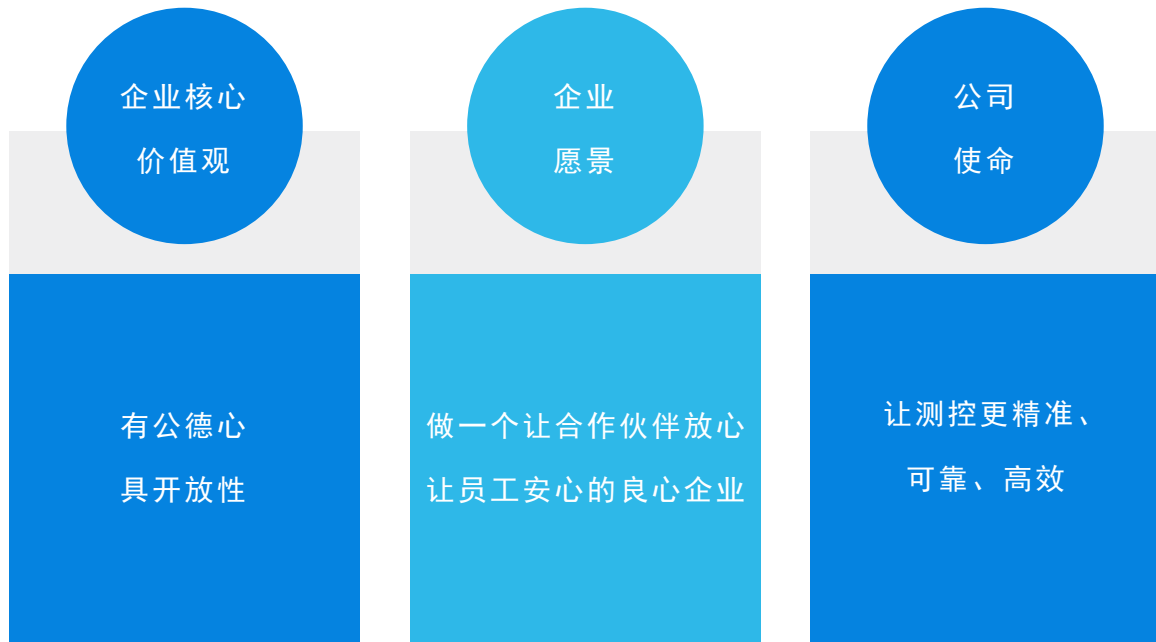 企业核心
价值观
有公德心
具开放性
企业
愿景
做一个让合作伙伴放心
让员工安心的良心企业
公司
使命
让测控更精准、
可靠、高效